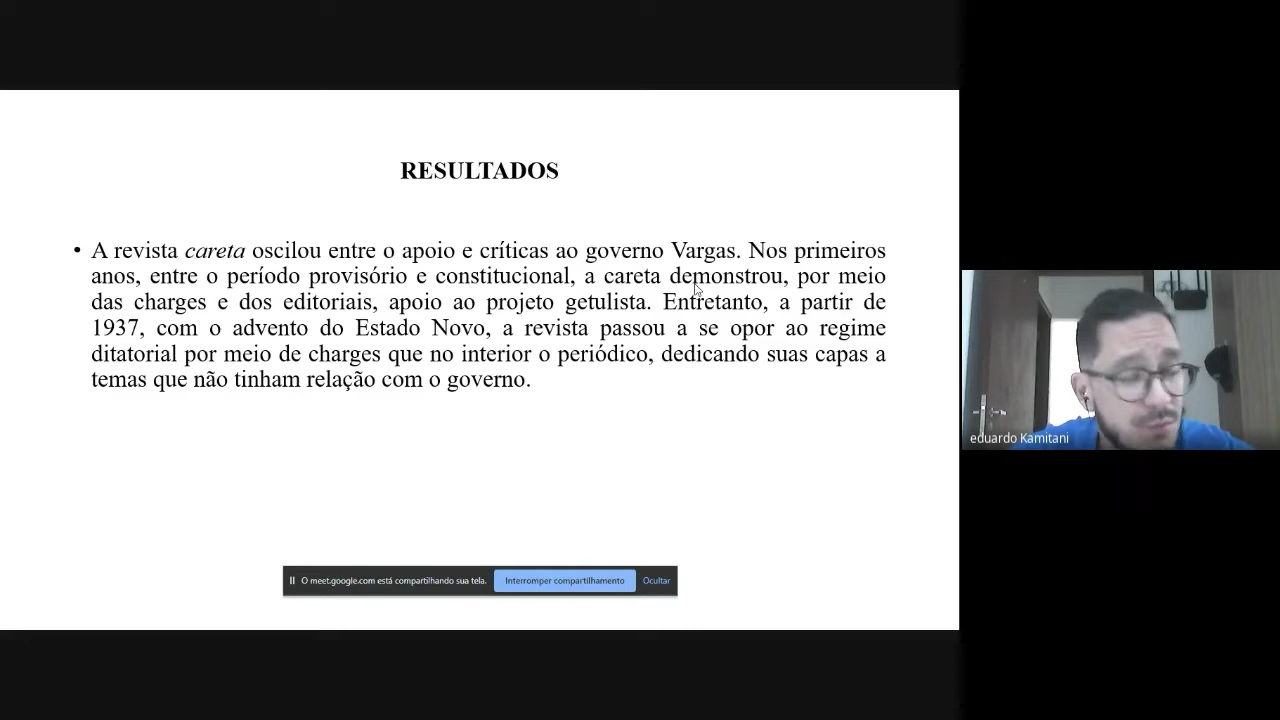 RESULTADOS
• A revista careta oscilou entre o apoio e críticas ao governo Vargas. Nos primeiros
anos, entre o período provisório e constitucional, a careta demonstrou, por meio
das charges e dos editoriais, apoio ao projeto getulista. Entretanto, a partir de
1937, com o advento do Estado Novo, a revista passou a se opor ao regime
ditatorial por meio de charges que no interior o periódico, dedicando suas capas a
temas que não tinham relação com o governo.
eduardo Kamitani
O meet.google.com está compartilhando sua tela. Interromper compartilhamento Ocultar